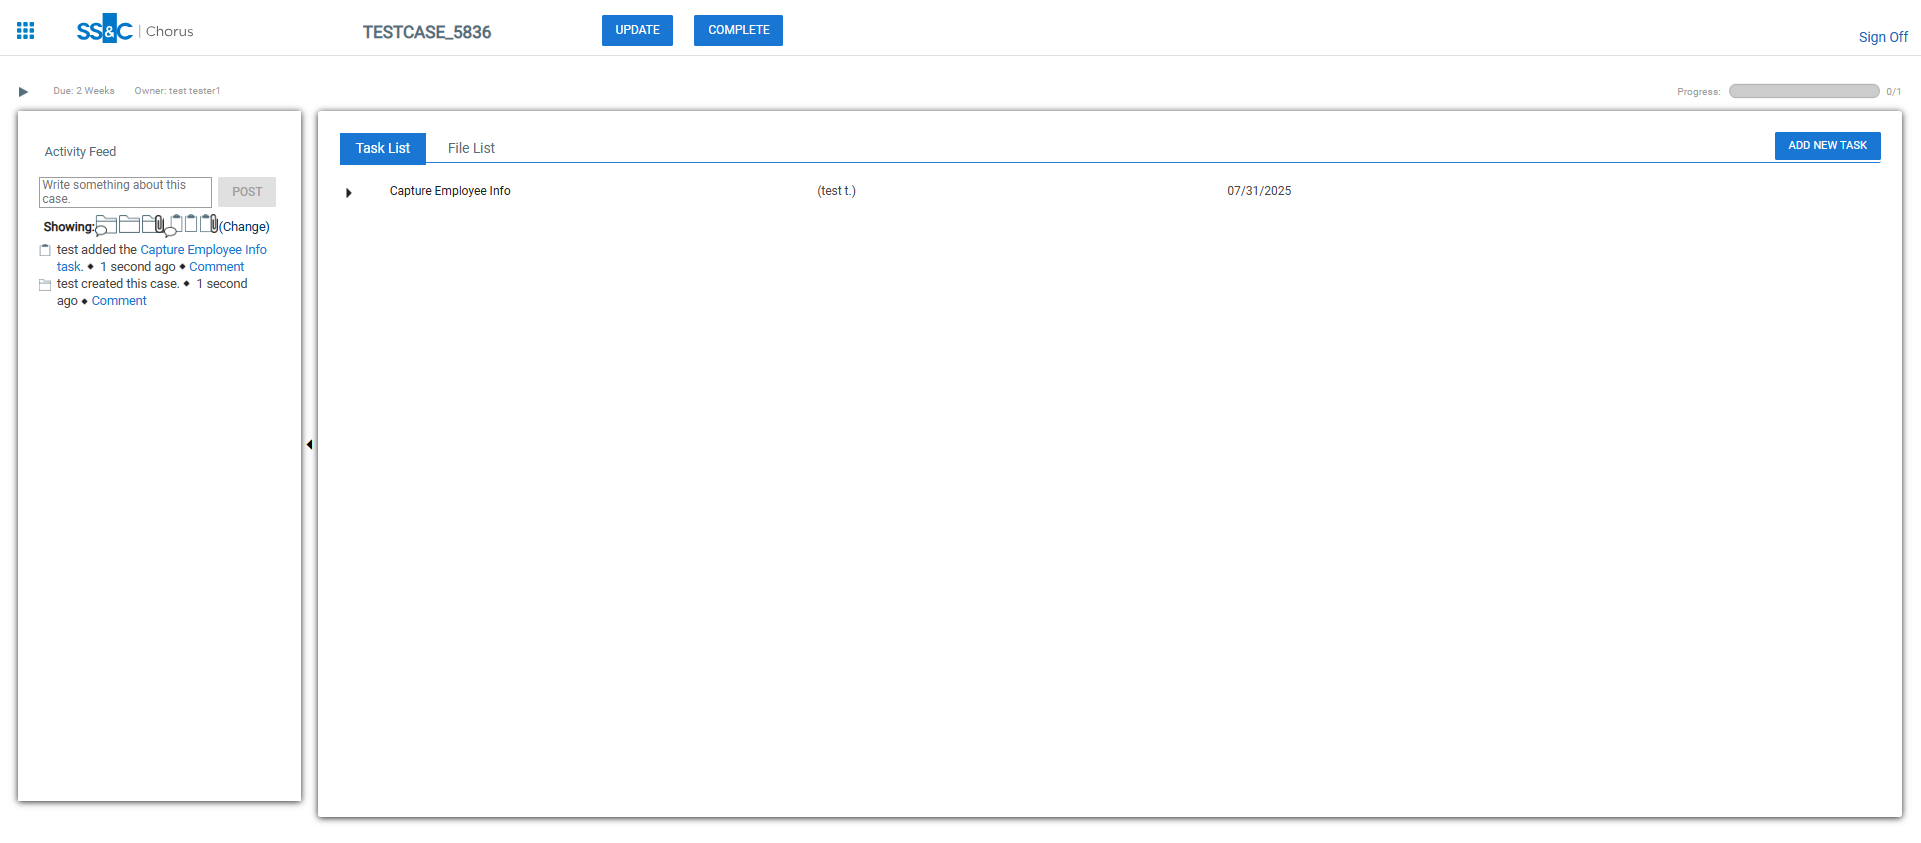 SS&C | Chorus
TESTCASE_5836
UPDATE
COMPLETE
Sign Off
Due: 2 Weeks
Owner: test tester1
Progress:
0/1
Activity Feed
Write something about this
case.
POST
Showing:
(Change)
test added the Capture Employee Info
task. ◆ 1 second ago ◆ Comment
test created this case. ◆ 1 second
ago ◆ Comment
Task List
File List
ADD NEW TASK
Capture Employee Info
(test t.)
07/31/2025